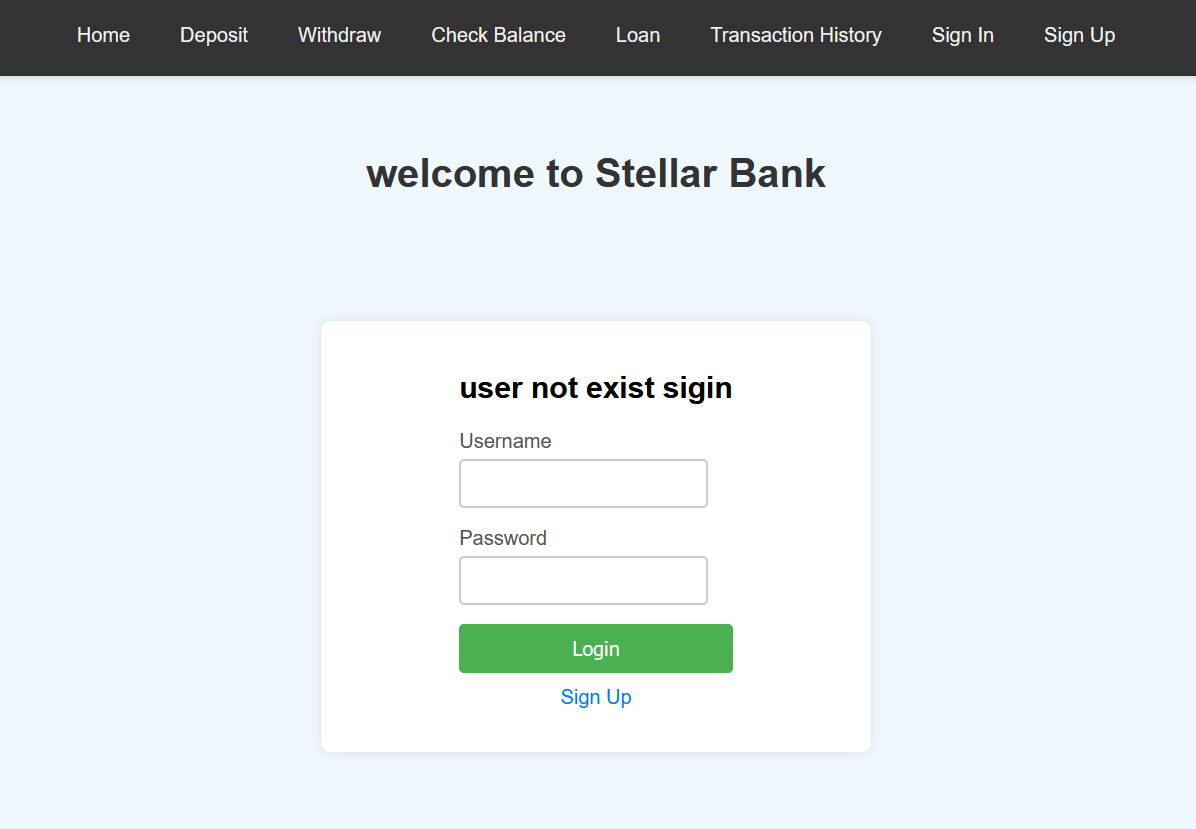 Home Deposit Withdraw Check Balance Loan Transaction History Sign In Sign Up
welcome to Stellar Bank
user not exist sigin
Username
Password
Login
Sign Up